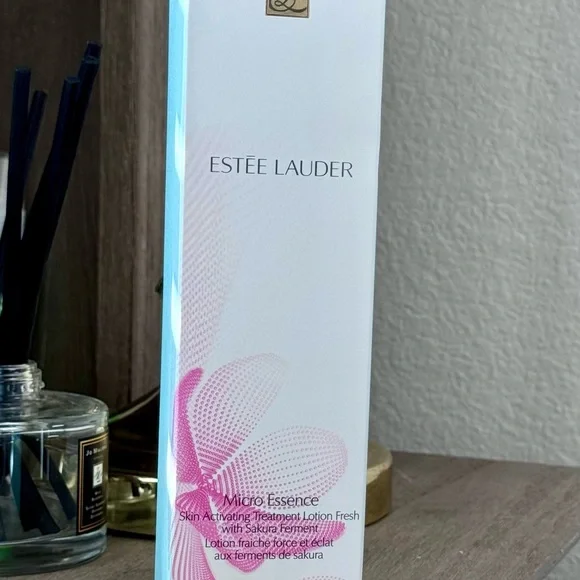 ESTĒE LAUDER
Micro Essence
Skin Activating Treatment Lotion Fresh
with Sakura Ferment
Lotion fraîche force et éclat
aux ferments de sakura
Jo M